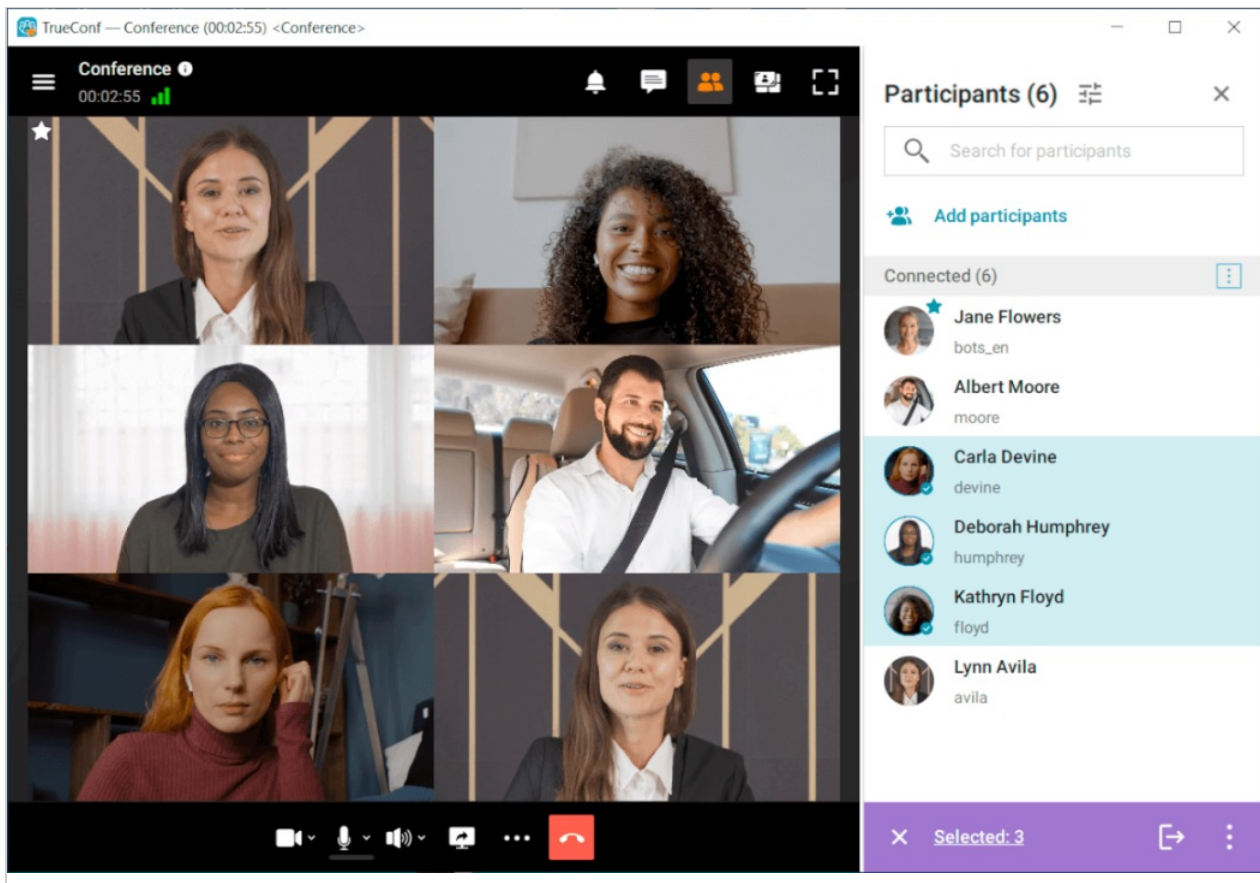 TrueConf — Conference (00:02:55) <Conference>
Conference
00:02:55
Participants (6)
Search for participants
Add participants
Connected (6)
Jane Flowers
bots_en
Albert Moore
moore
Carla Devine
devine
Deborah Humphrey
humphrey
Kathryn Floyd
floyd
Lynn Avila
avila
Selected: 3